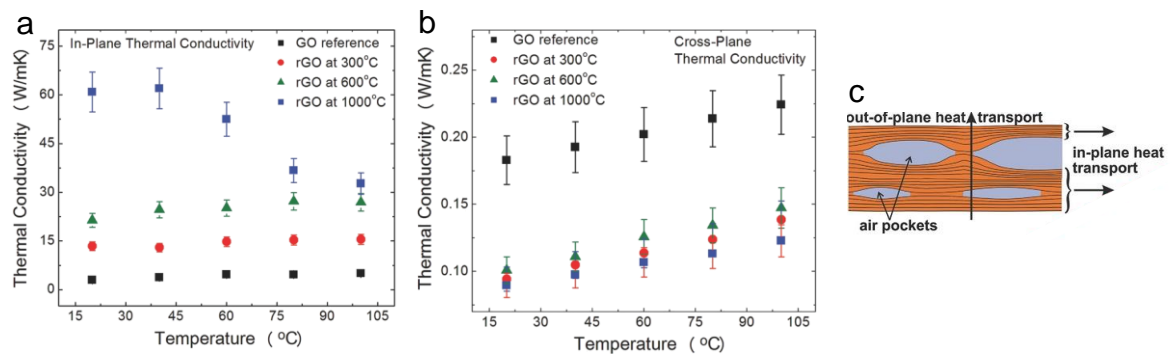 a
In-Plane Thermal Conductivity
GO reference
rGO at 300°C
rGO at 600°C
rGO at 1000°C
Thermal Conductivity ( W/mK)
75
60
45
30
15
0
15 30 45 60 75 90 105
Temperature ( °C)
b
GO reference
rGO at 300°C
rGO at 600°C
rGO at 1000°C
Cross-Plane
Thermal Conductivity
Thermal Conductivity ( W/mK)
0.25
0.20
0.15
0.10
15 30 45 60 75 90 105
Temperature ( °C)
c
out-of-plane heat transport
in-plane heat
transport
air pockets